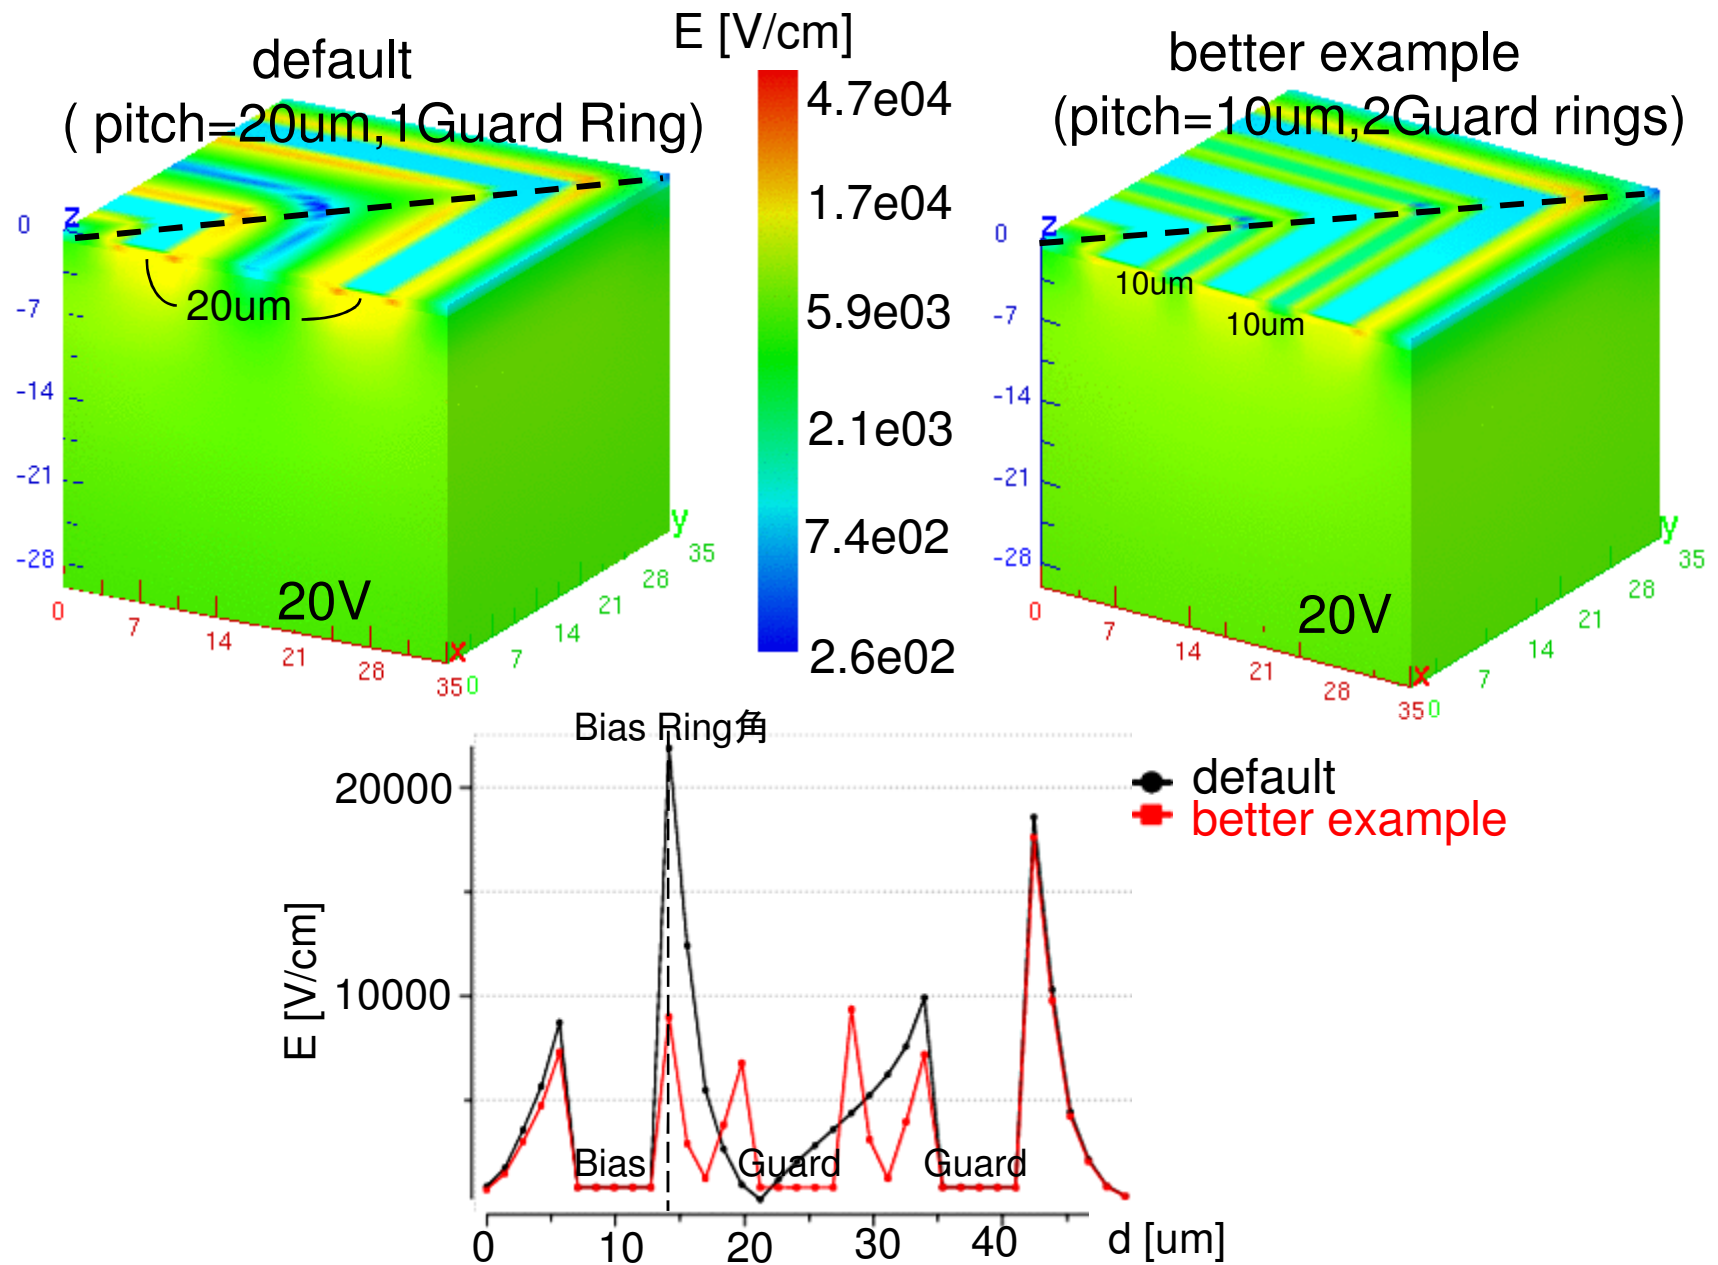 default
( pitch=20um,1Guard Ring)
E [V/cm]
4.7e04
1.7e04
5.9e03
2.1e03
7.4e02
2.6e02
better example
(pitch=10um,2Guard rings)
z
0
-7
-14
-21
-28
20um
20V
0
7
14
21
28
35
x
0
7
14
21
28
35
y
z
0
-7
-14
-21
-28
10um
10um
20V
0
7
14
21
28
35
x
0
7
14
21
28
35
y
Bias Ring角
default
better example
20000
10000
E [V/cm]
Bias
Guard
Guard
0
10
20
30
40
d [um]